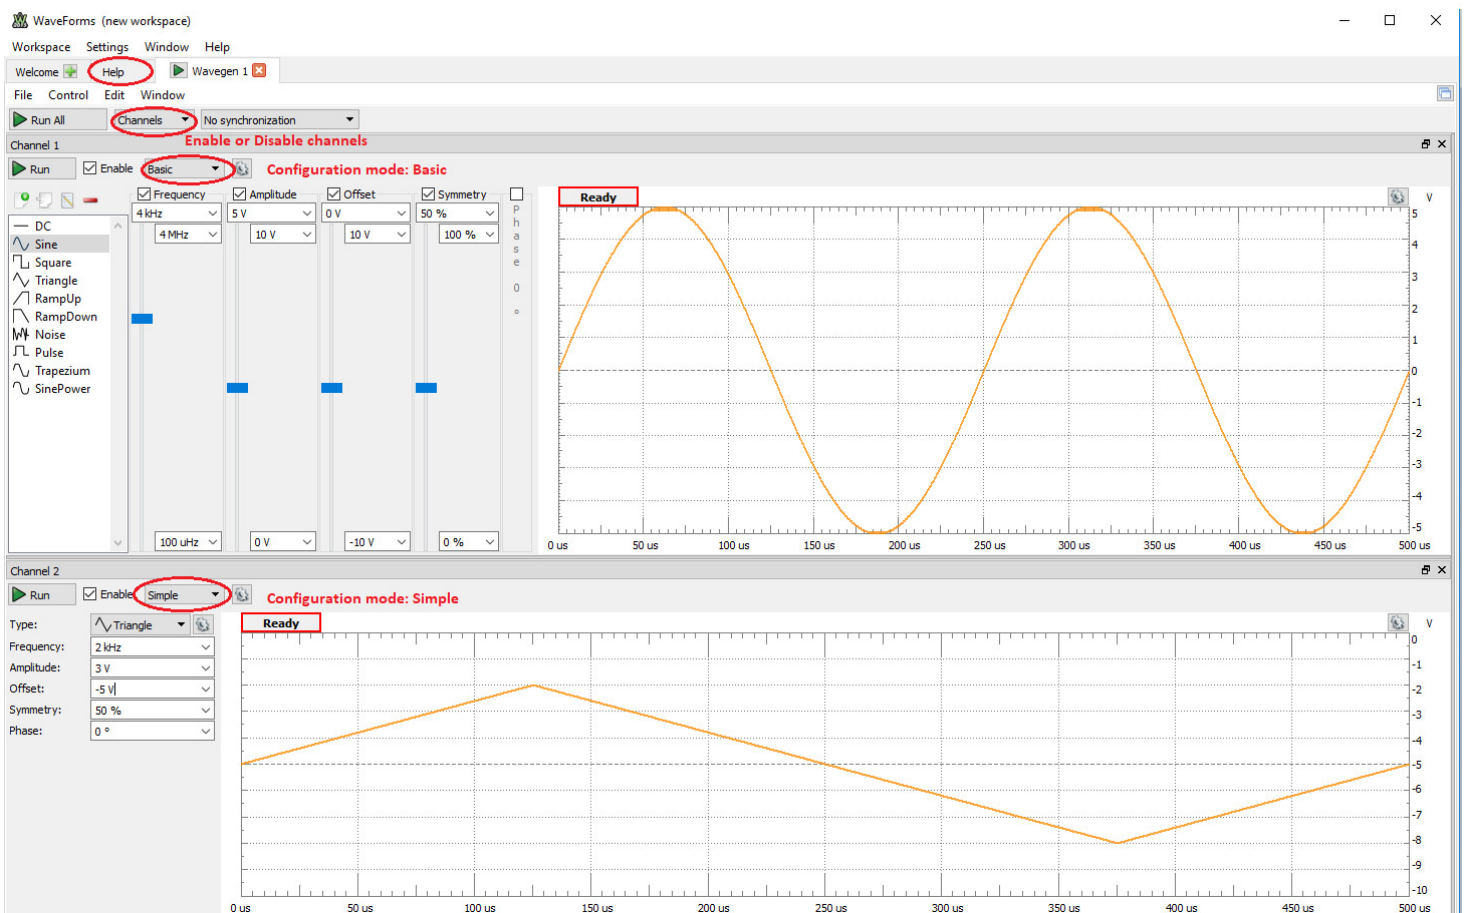 WaveForms (new workspace)
Workspace Settings Window Help
Welcome Help Wavegen 1
File Control Edit Window
Run All Channels No synchronization
Enable or Disable channels
Channel 1
Run Enable Basic Configuration mode: Basic
Frequency Amplitude Offset Symmetry
4 kHz 5 V 0 V 50 %
4 MHz 10 V 10 V 100 %
Phase 0 °
DC
Sine
Square
Triangle
RampUp
RampDown
Noise
Pulse
Trapezium
SinePower
100 uHz 0 V -10 V 0 %
Ready V
5
4
3
2
1
0
-1
-2
-3
-4
-5
0 us 50 us 100 us 150 us 200 us 250 us 300 us 350 us 400 us 450 us 500 us
Channel 2
Run Enable Simple Configuration mode: Simple
Type: Triangle
Frequency: 2 kHz
Amplitude: 3 V
Offset: -5 V
Symmetry: 50 %
Phase: 0 °
Ready V
0
-1
-2
-3
-4
-5
-6
-7
-8
-9
-10
0 us 50 us 100 us 150 us 200 us 250 us 300 us 350 us 400 us 450 us 500 us